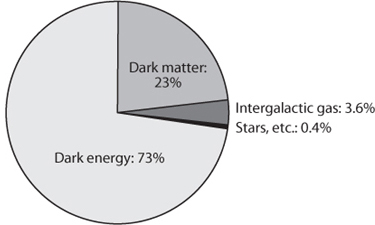 Dark matter:
23%
Intergalactic gas: 3.6%
Stars, etc.: 0.4%
Dark energy: 73%